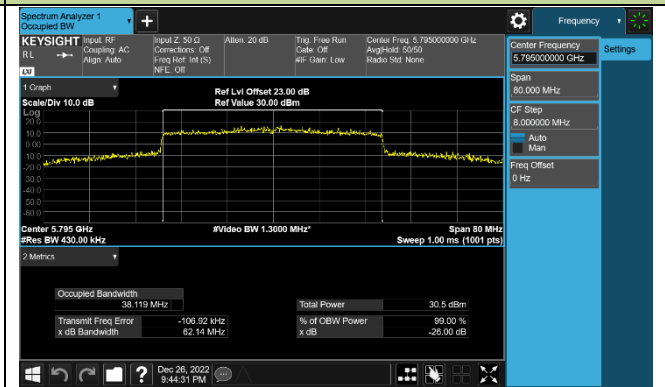 Spectrum Analyzer 1
Occupied BW
+
Frequency
KEYSIGHT
RL
Input: RF
Coupling: AC
Align: Auto
Input Z: 50 Ω
Corrections: Off
Freq Ref: Int (S)
NFE: Off
Atten: 20 dB
Trig: Free Run
Gate: Off
#IF Gain: Low
Center Freq: 5.795000000 GHz
Avg|Hold: 50/50
Radio Std: None
LXI
Center Frequency
5.795000000 GHz
Settings
Span
80.000 MHz
CF Step
8.000000 MHz
Auto
Man
Freq Offset
0 Hz
1 Graph
Scale/Div 10.0 dB
Ref Lvl Offset 23.00 dB
Ref Value 30.00 dBm
Log
20.0
10.0
0.00
-10.0
-20.0
-30.0
-40.0
-50.0
-60.0
Center 5.795 GHz
#Res BW 430.00 kHz
#Video BW 1.3000 MHz*
Span 80 MHz
Sweep 1.00 ms (1001 pts)
2 Metrics
Occupied Bandwidth
38.119 MHz
Total Power 30.5 dBm
Transmit Freq Error -106.92 kHz
% of OBW Power 99.00 %
x dB Bandwidth 62.14 MHz
x dB -26.00 dB
?
Dec 26, 2022
9:44:31 PM